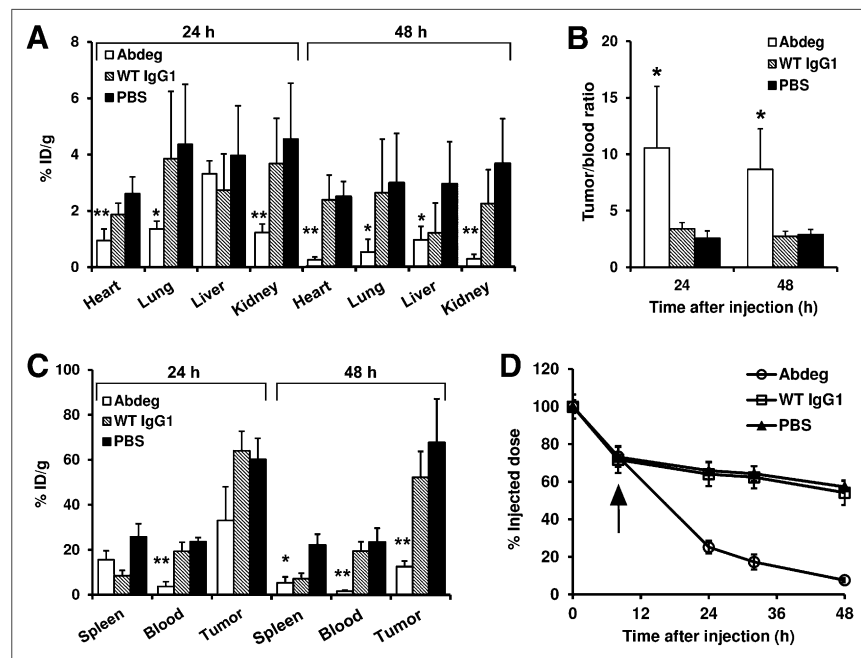 A
24 h
48 h
Abdeg
WT IgG1
PBS
% ID/g
8
6
4
2
0
** * ** ** * * **
Heart Lung Liver Kidney Heart Lung Liver Kidney
B
Abdeg
WT IgG1
PBS
Tumor/blood ratio
20
15
10
5
0
* *
24 48
Time after injection (h)
C
24 h
48 h
Abdeg
WT IgG1
PBS
% ID/g
100
80
60
40
20
0
** * ** **
Spleen Blood Tumor Spleen Blood Tumor
D
Abdeg
WT IgG1
PBS
% Injected dose
120
100
80
60
40
20
0
0 12 24 36 48
Time after injection (h)